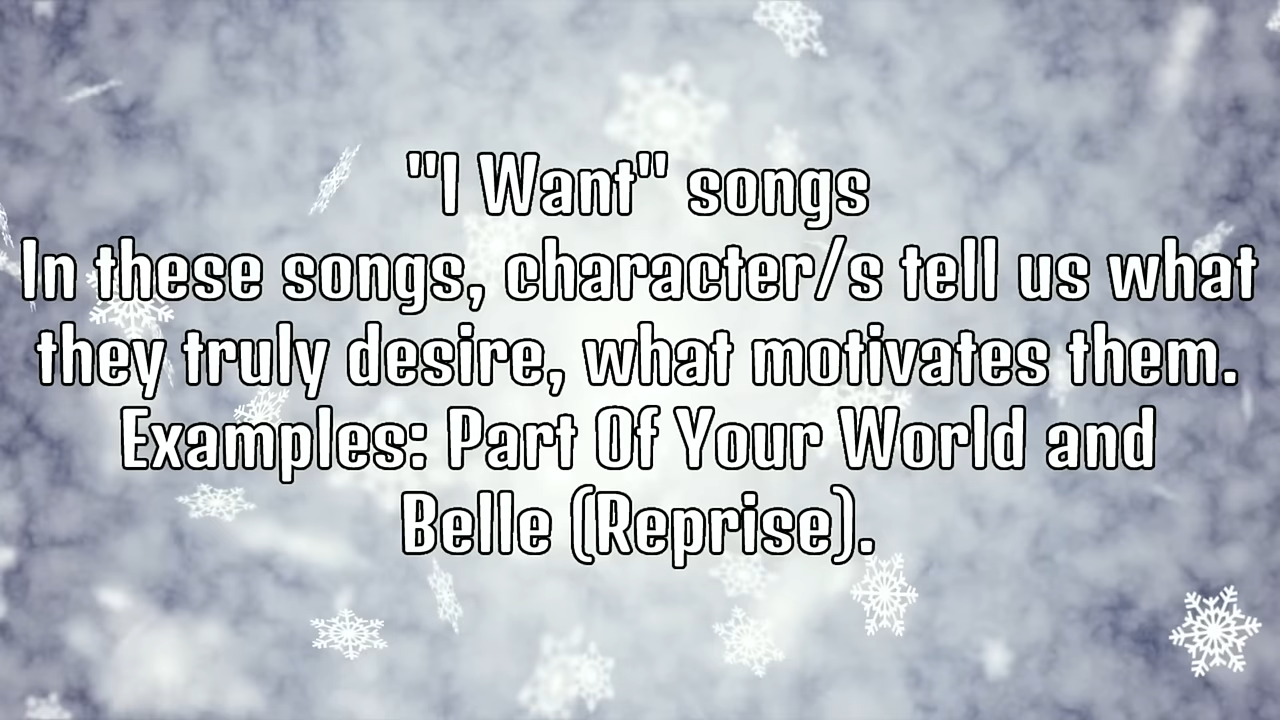 "I Want" songs
In these songs, character/s tell us what
they truly desire, what motivates them.
Examples: Part Of Your World and
Belle (Reprise).